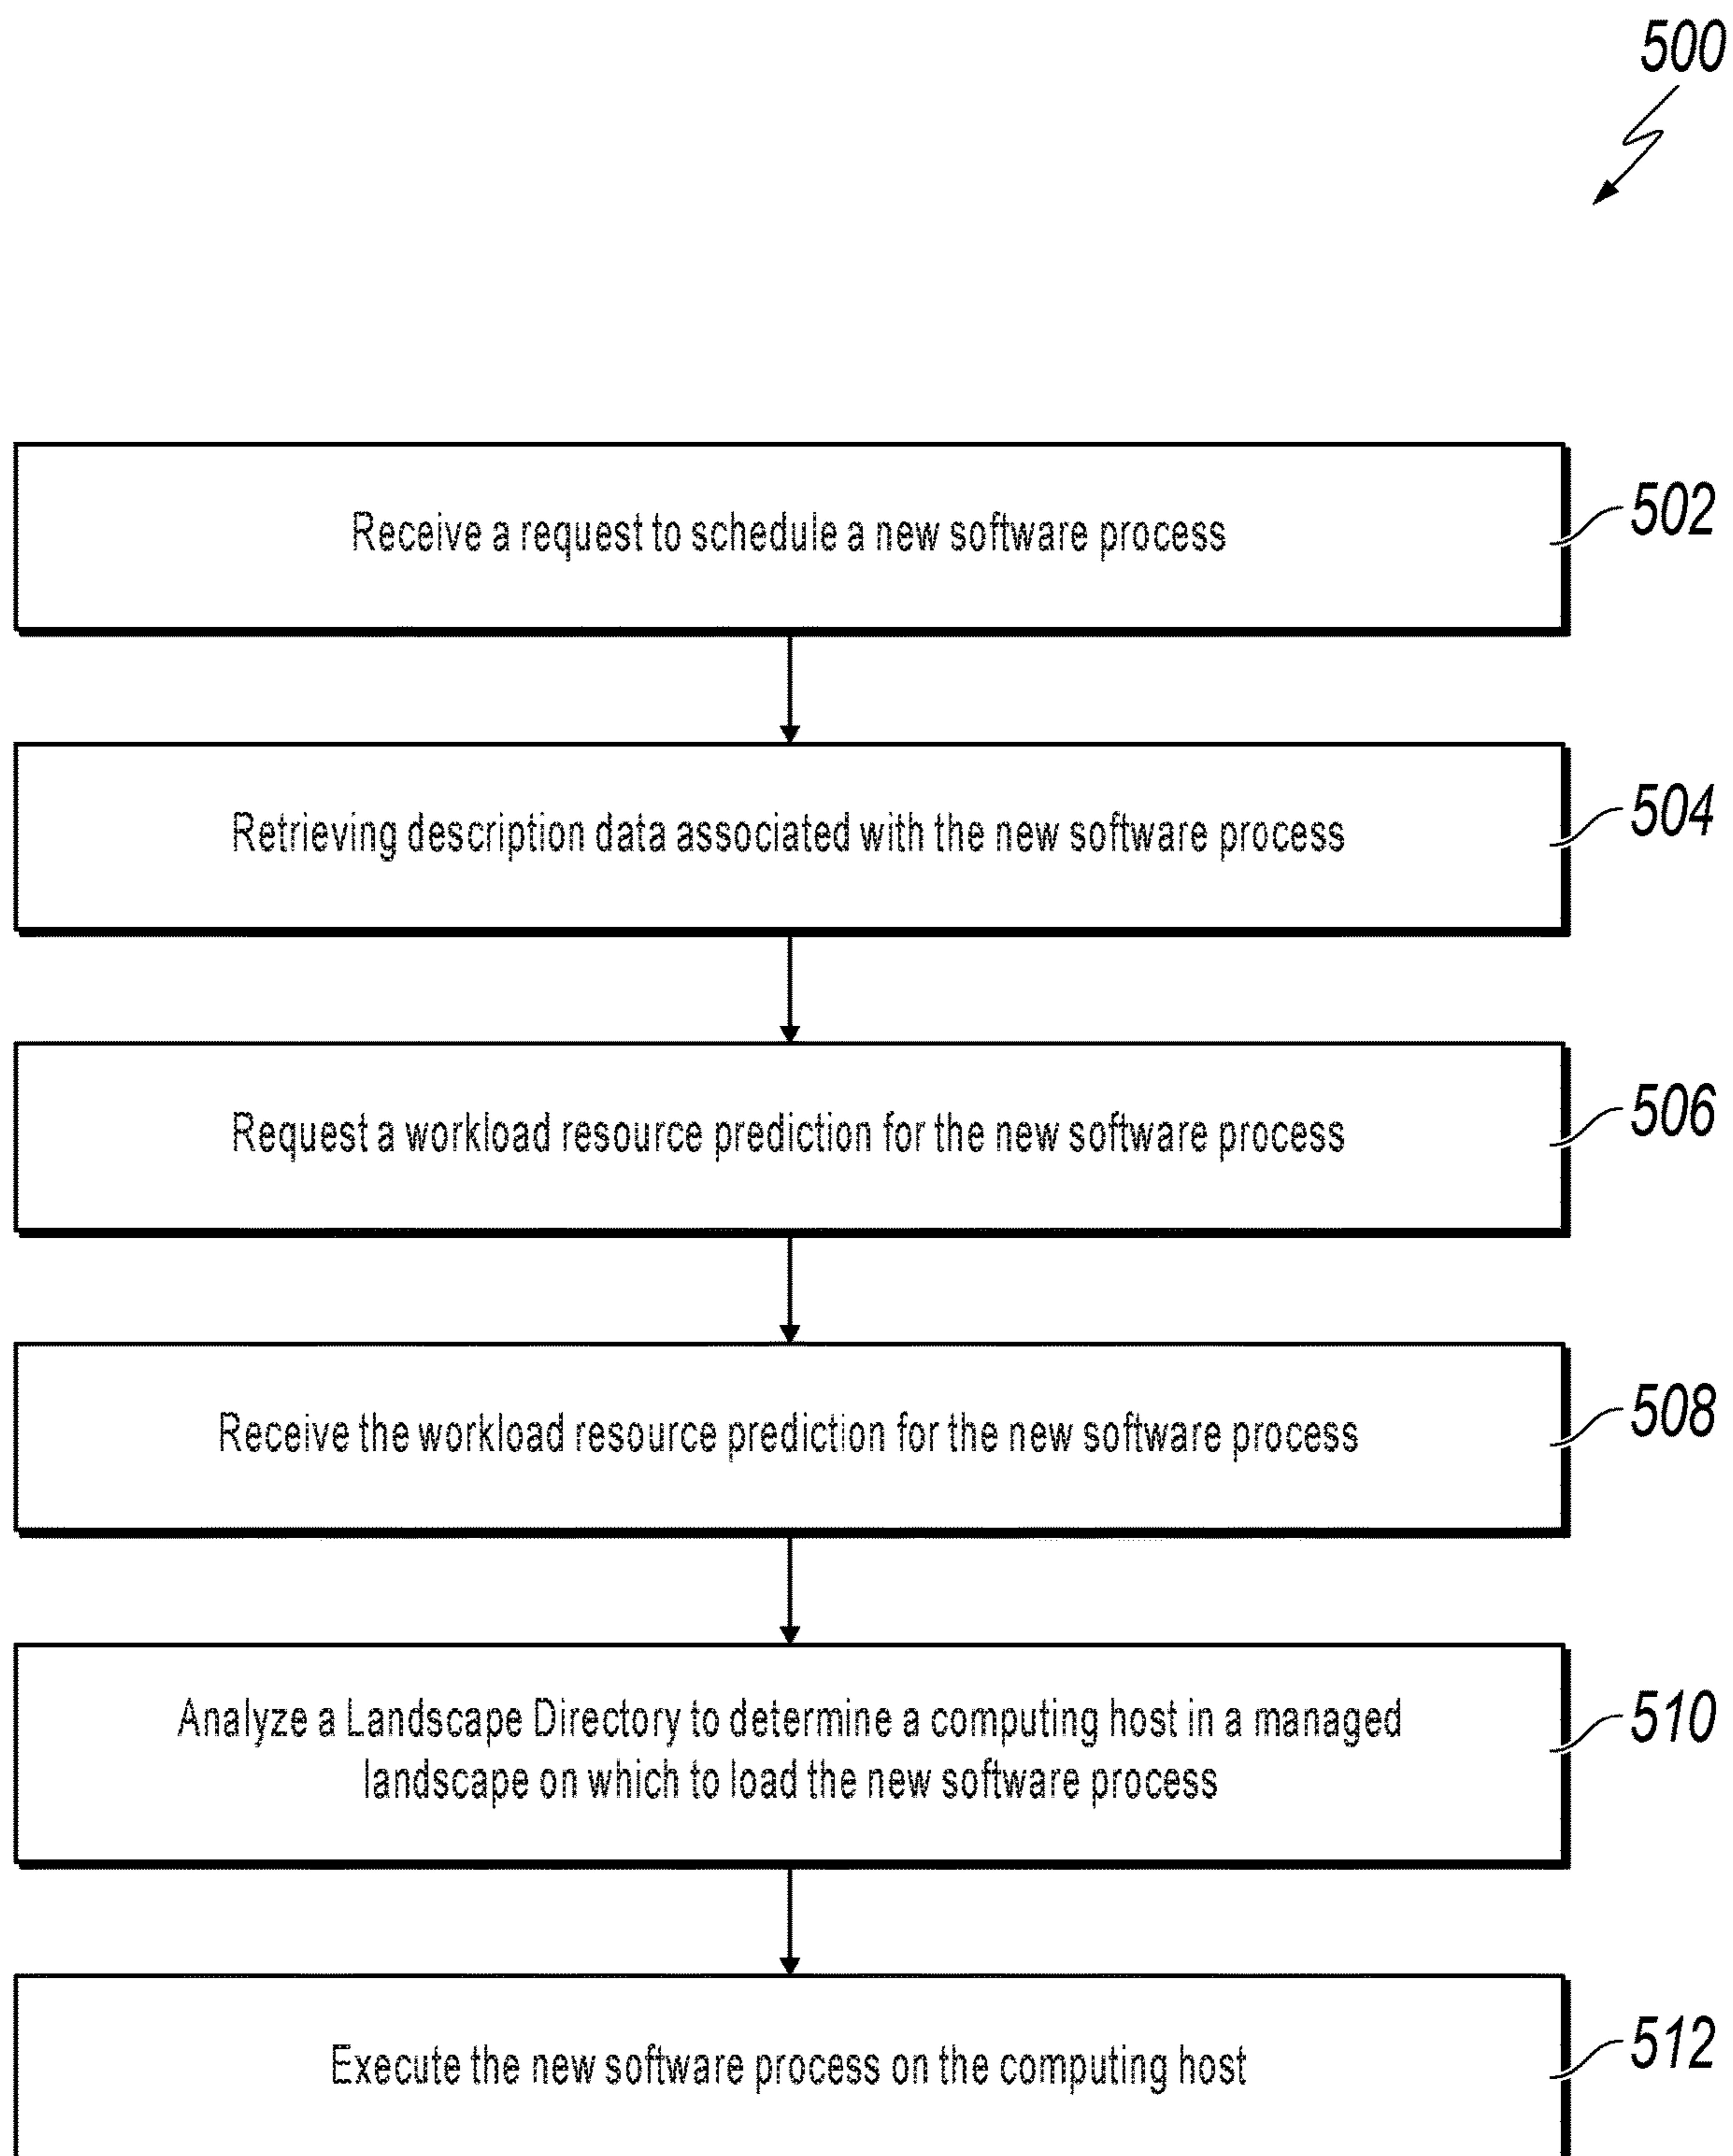 500
Receive a request to schedule a new software process
502
Retrieving description data associated with the new software process
504
Request a workload resource prediction for the new software process
506
Receive the workload resource prediction for the new software process
508
Analyze a Landscape Directory to determine a computing host in a managed
landscape on which to load the new software process
510
Execute the new software process on the computing host
512